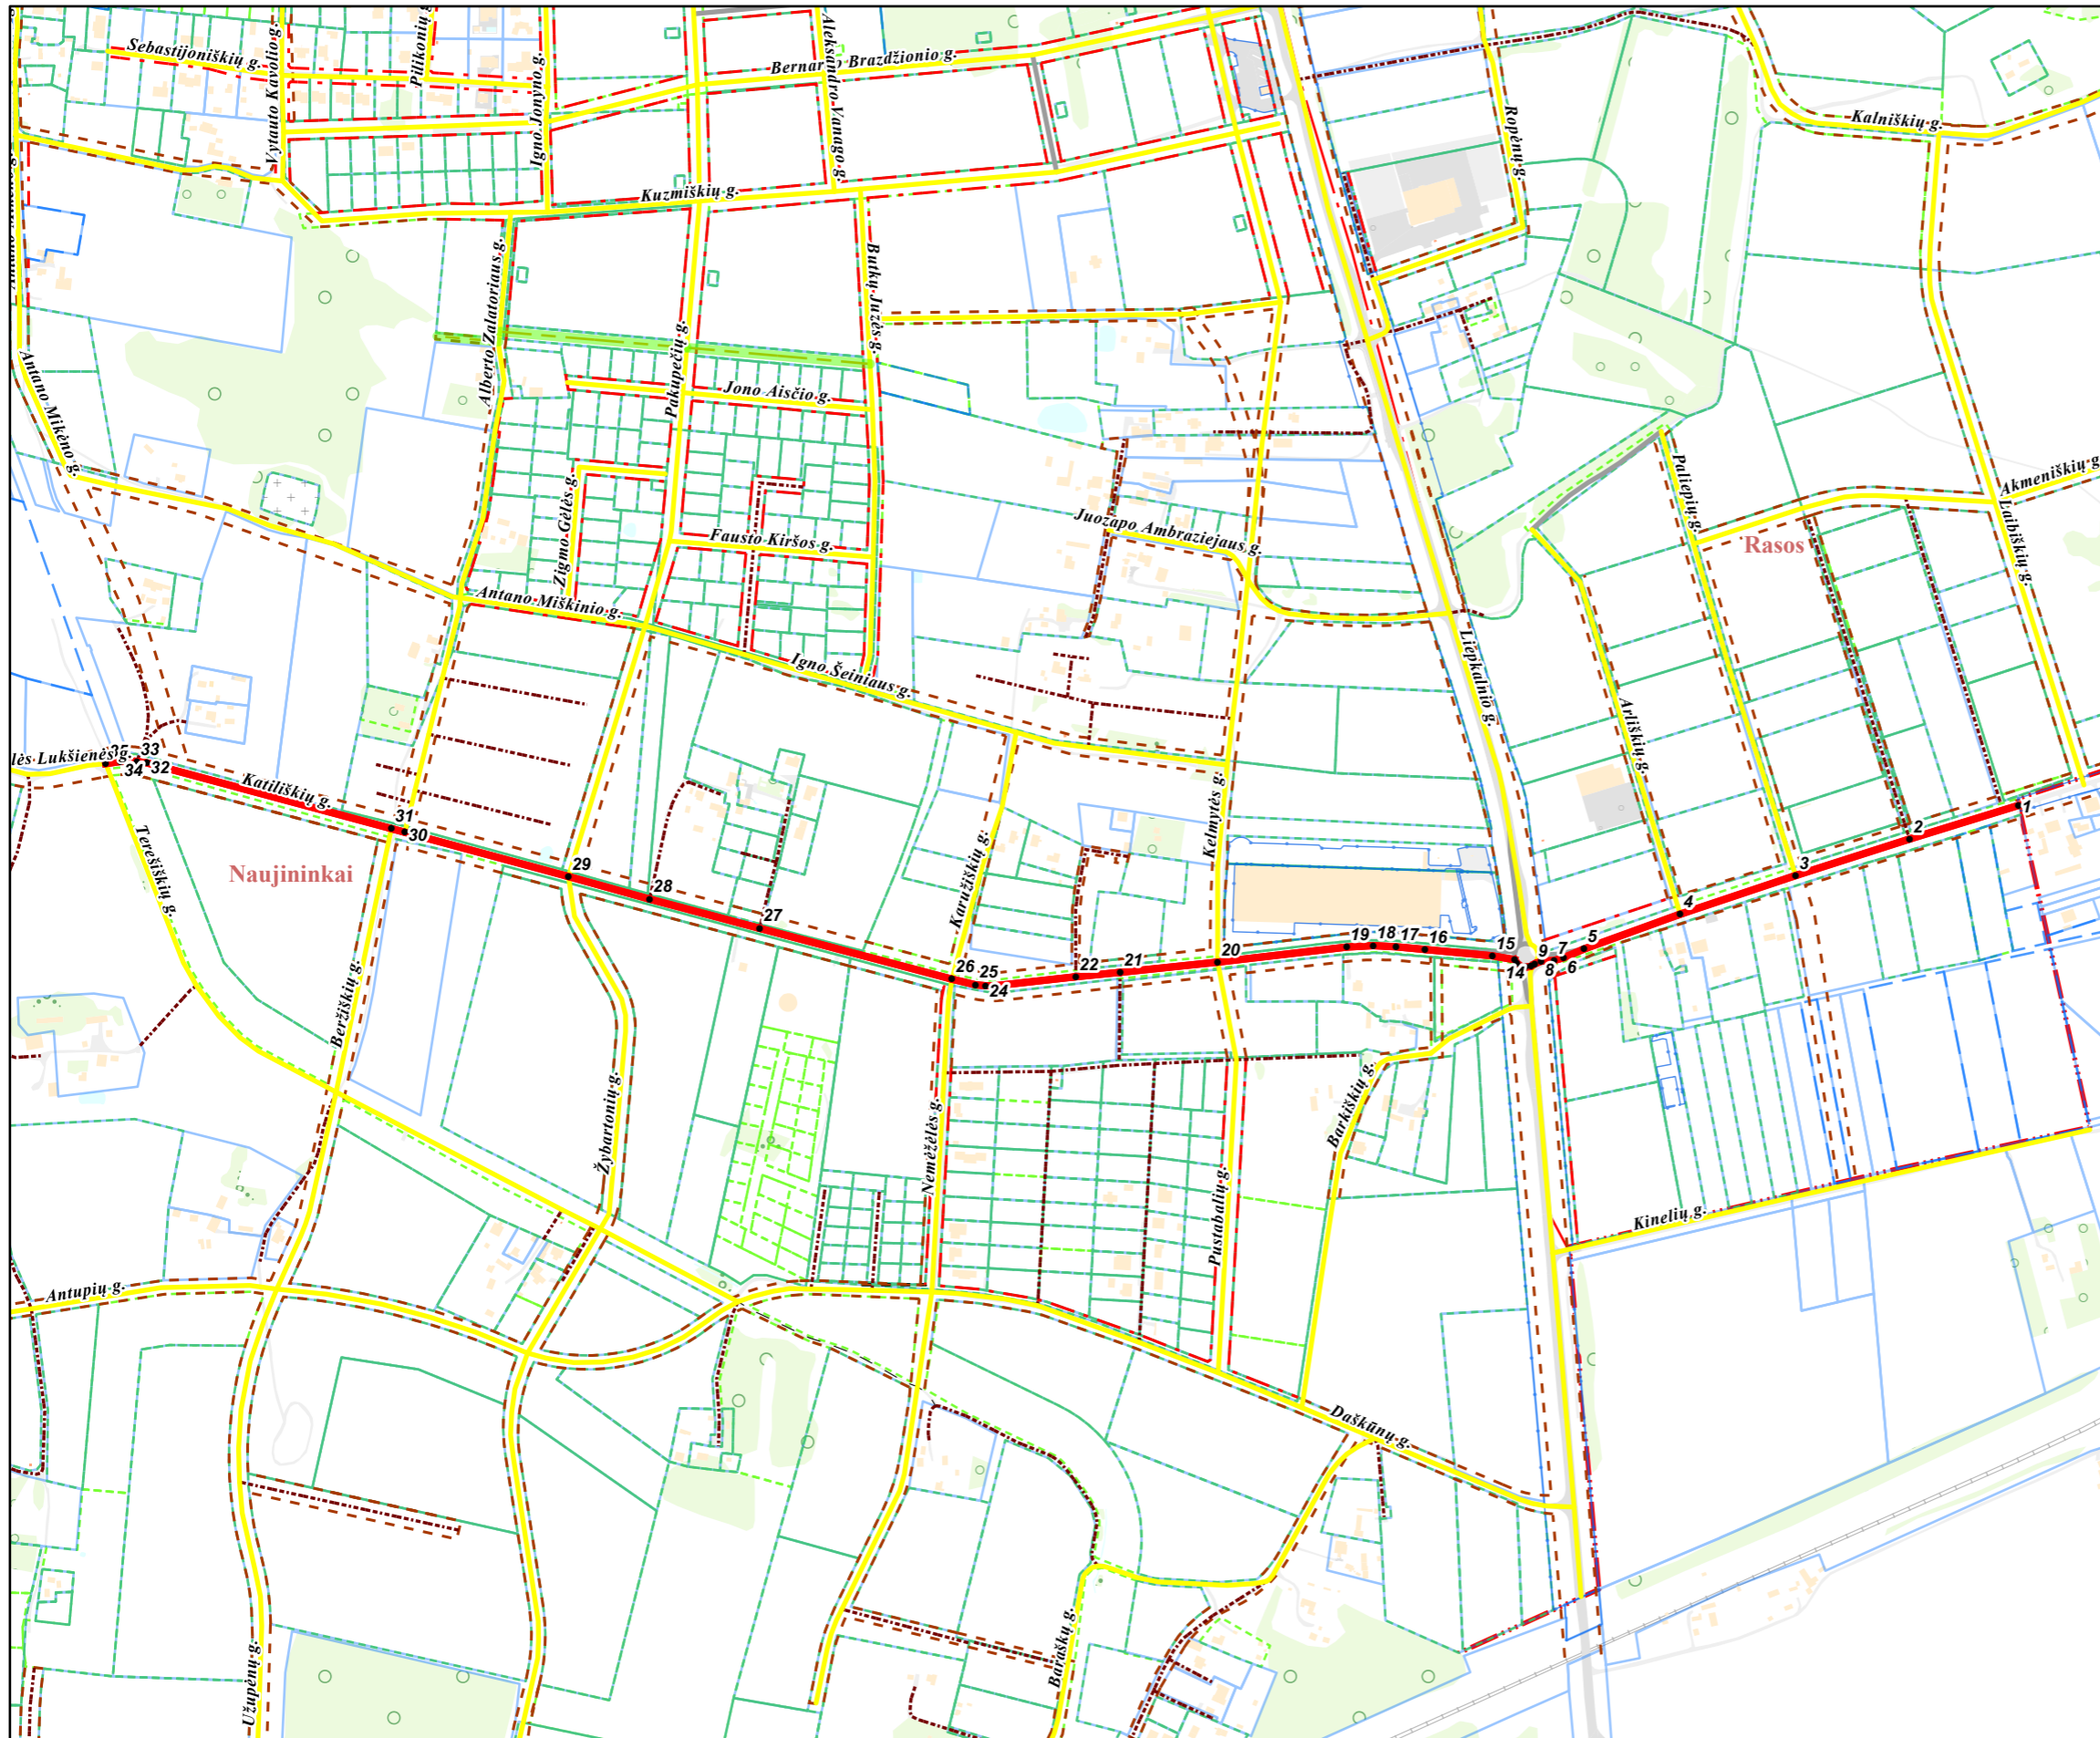 Sebastijoniškių g.
Vytauto Kavolio g.
Pilikonių g.
Igno Jonyno g.
Aleksandro Vanago g.
Bernardo Brazdžionio g.
Ropėnų g.
Kalniškių g.
Kuzmiškių g.
Alberto Zalatoriaus g.
Butkų Juzės g.
Pakupečių g.
Jono Aisčio g.
Antano Mikėno g.
Zigmo Gėlės g.
Fausto Kiršos g.
Juozapo Ambraziejaus g.
Paliepių g.
Akmeniškių g.
Rasos
Laibiškių g.
Antano Miškinio g.
Igno Šeiniaus g.
Liepkalnio g.
Arliškių g.
lės Lukšienės g.
35
33
34
32
Katiliškių g.
31
30
29
28
27
26
25
24
22
21
20
19
18
17
16
15
14
9
8
7
6
5
4
3
2
1
Kelmytės g.
Karužiškių g.
Terešiškių g.
Naujininkai
Beržiškių g.
Žybartonių g.
Nemėžėlės g.
Pustabalių g.
Barkiškių g.
Kinelių g.
Antupių g.
Daškūnų g.
Užupėnų g.
Baraškų g.